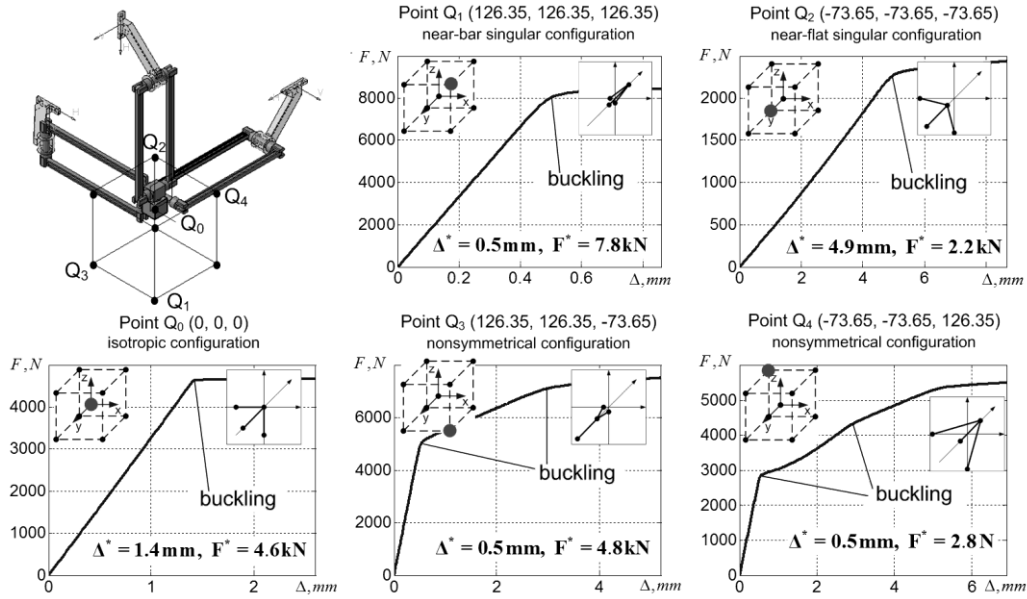 Q₂
Q₄
Q₀
Q₃
Q₁
Point Q₁ (126.35, 126.35, 126.35)
near-bar singular configuration
F, N
8000
6000
4000
2000
0
z
x
y
buckling
Δ* = 0.5mm, F* = 7.8kN
0 0.2 0.4 0.6 Δ, mm
Point Q₂ (-73.65, -73.65, -73.65)
near-flat singular configuration
F, N
2000
1500
1000
500
0
z
x
y
buckling
Δ* = 4.9mm, F* = 2.2kN
0 2 4 6 Δ, mm
Point Q₀ (0, 0, 0)
isotropic configuration
F, N
4000
3000
2000
1000
0
z
x
y
buckling
Δ* = 1.4mm, F* = 4.6kN
0 1 2 Δ, mm
Point Q₃ (126.35, 126.35, -73.65)
nonsymmetrical configuration
F, N
6000
4000
2000
0
z
x
y
buckling
Δ* = 0.5mm, F* = 4.8kN
0 2 4 Δ, mm
Point Q₄ (-73.65, -73.65, 126.35)
nonsymmetrical configuration
F, N
5000
4000
3000
2000
1000
0
z
x
y
buckling
Δ* = 0.5mm, F* = 2.8N
0 2 4 6 Δ, mm